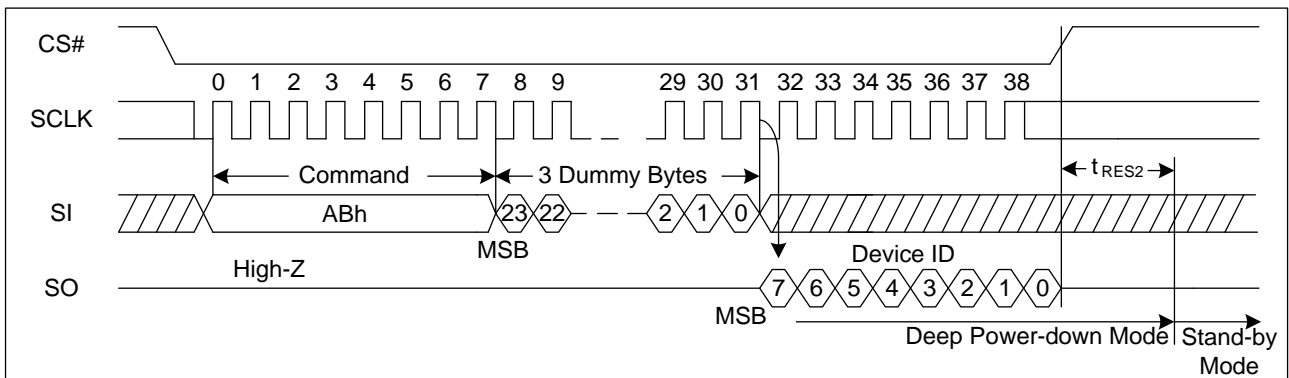 CS#
0 1 2 3 4 5 6 7 8 9 29 30 31 32 33 34 35 36 37 38
SCLK
Command 3 Dummy Bytes tRES2
SI ABh 23 22 2 1 0
MSB Device ID
High-Z
SO 7 6 5 4 3 2 1 0
MSB
Deep Power-down Mode Stand-by
Mode